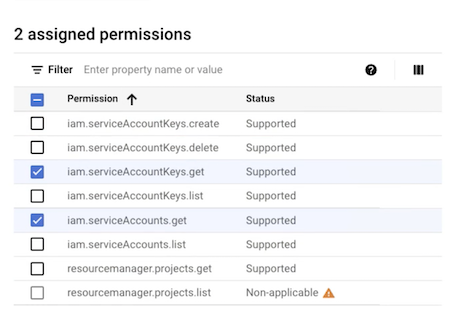 2 assigned permissions
Filter Enter property name or value
Permission Status
iam.serviceAccountKeys.create Supported
iam.serviceAccountKeys.delete Supported
iam.serviceAccountKeys.get Supported
iam.serviceAccountKeys.list Supported
iam.serviceAccounts.get Supported
iam.serviceAccounts.list Supported
resourcemanager.projects.get Supported
resourcemanager.projects.list Non-applicable